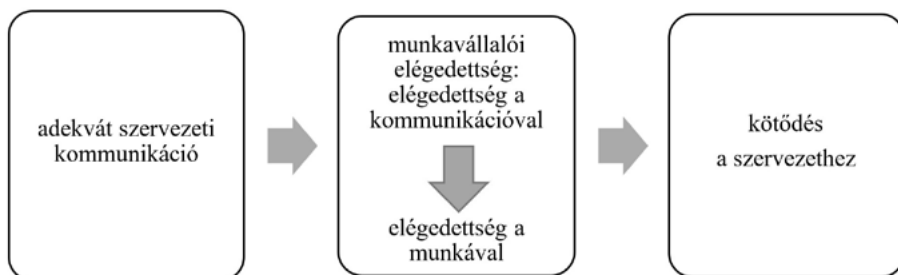 adekvát szervezeti
kommunikáció
munkavállalói
elégedettség:
elégedettség a
kommunikációval
elégedettség a
munkával
kötődés
a szervezethez